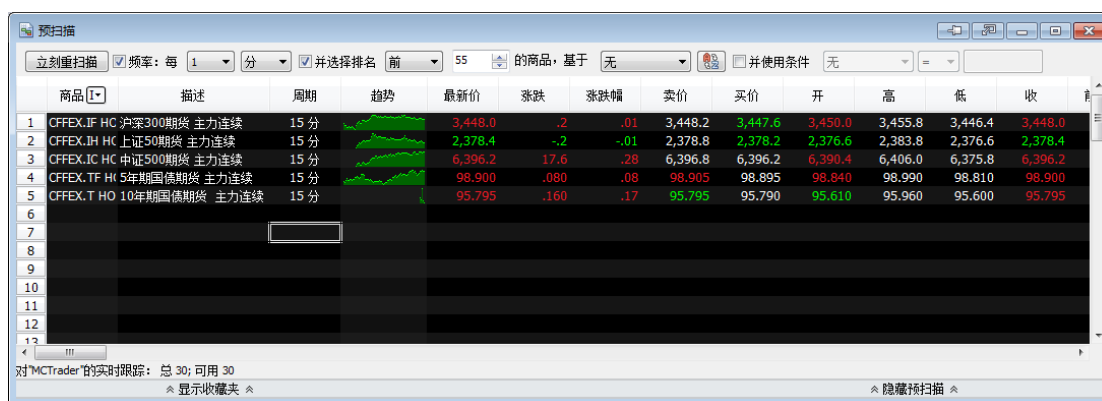 预扫描
立刻重扫描 频率：每 1 分 并选择排名 前 55 的商品，基于 无 并使用条件 无 =
商品 描述 周期 趋势 最新价 涨跌 涨跌幅 卖价 买价 开 高 低 收
1 CFFEX.IF HC 沪深300期货 主力连续 15 分 3,448.0 .2 .01 3,448.2 3,447.6 3,450.0 3,455.8 3,446.4 3,448.0
2 CFFEX.IH HC 上证50期货 主力连续 15 分 2,378.4 -.2 -.01 2,378.8 2,378.2 2,376.6 2,383.8 2,376.6 2,378.4
3 CFFEX.IC HC 中证500期货 主力连续 15 分 6,396.2 17.6 .28 6,396.8 6,396.2 6,390.4 6,406.0 6,375.8 6,396.2
4 CFFEX.TF H 5年期国债期货 主力连续 15 分 98.900 .080 .08 98.905 98.895 98.840 98.990 98.810 98.900
5 CFFEX.T HO 10年期国债期货 主力连续 15 分 95.795 .160 .17 95.795 95.790 95.610 95.960 95.600 95.795
6
7
8
9
10
11
12
13
对"MCTrader"的实时跟踪： 总 30; 可用 30
显示收藏夹 隐藏预扫描